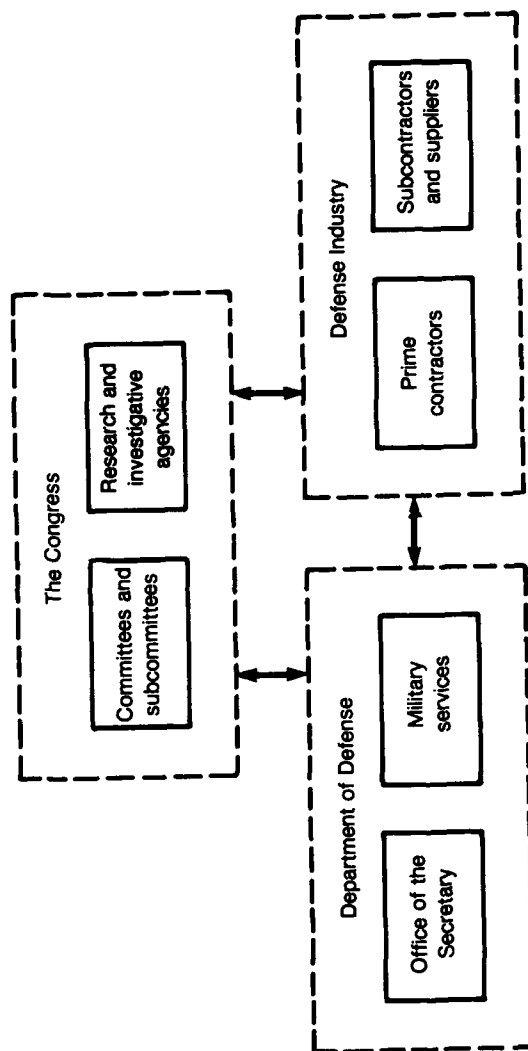 The Congress
Committees and
subcommittees
Research and
investigative
agencies
Department of Defense
Office of the
Secretary
Military
services
Defense Industry
Prime
contractors
Subcontractors
and suppliers